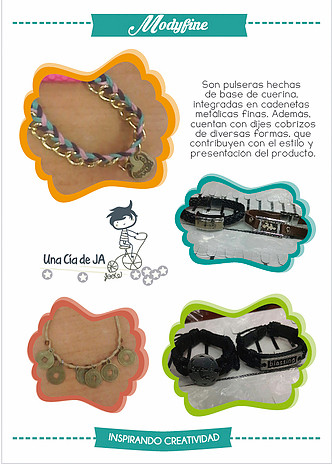 Modyfine
Son pulseras hechas
de base de cuerina,
integradas en cadenetas
metálicas finas. Además,
cuentan con dijes cobrizos
de diversas formas, que
contribuyen con el estilo y
presentación del producto.
Una Cía de JA
blessing
INSPIRANDO CREATIVIDAD